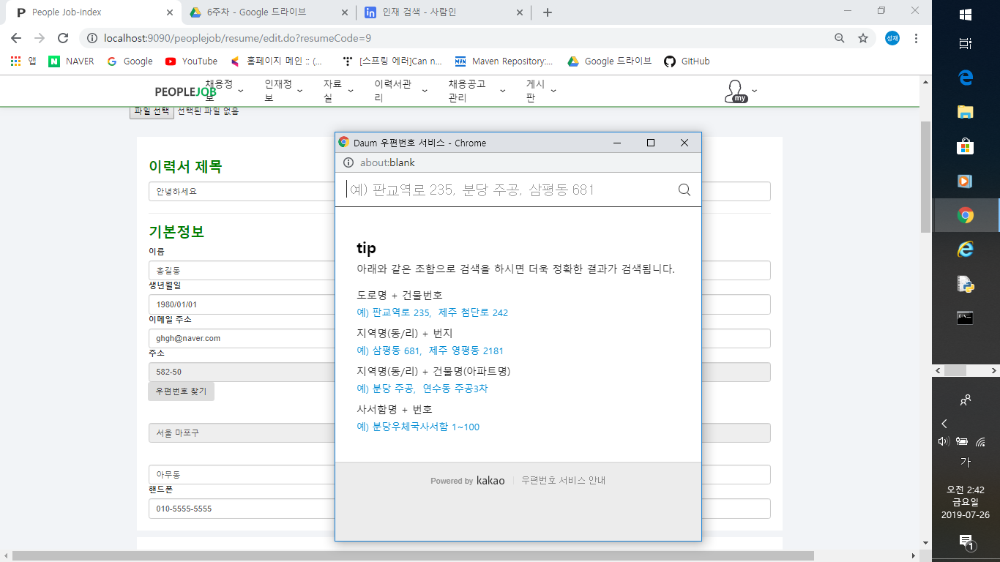 People Job-index
6주차 - Google 드라이브
인재 검색 - 사람인
localhost:9090/peoplejob/resume/edit.do?resumeCode=9
성재
앱
NAVER
Google
YouTube
홈페이지 메인 :: (...
[스프링 에러]Can n...
Maven Repository:...
Google 드라이브
GitHub
PEOPLEJOB
채용정보
인재정보
자료실
이력서관리
채용공고관리
게시판
my
파일 선택 선택된 파일 없음
이력서 제목
안녕하세요
기본정보
이름
홍길동
생년월일
1980/01/01
이메일 주소
ghgh@naver.com
주소
582-50
우편번호 찾기
서울 마포구
아무동
핸드폰
010-5555-5555
Daum 우편번호 서비스 - Chrome
about:blank
예) 판교역로 235, 분당 주공, 삼평동 681
tip
아래와 같은 조합으로 검색을 하시면 더욱 정확한 결과가 검색됩니다.
도로명 + 건물번호
예) 판교역로 235, 제주 첨단로 242
지역명(동/리) + 번지
예) 삼평동 681, 제주 영평동 2181
지역명(동/리) + 건물명(아파트명)
예) 분당 주공, 연수동 주공3차
사서함명 + 번호
예) 분당우체국사서함 1~100
Powered by kakao
우편번호 서비스 안내
가
오전 2:42
금요일
2019-07-26
1